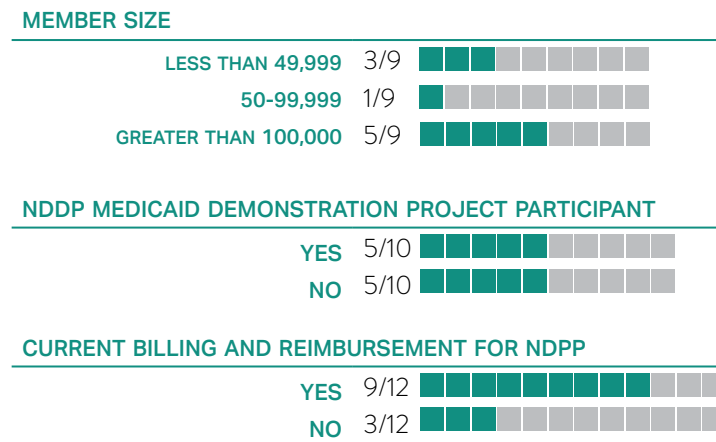 MEMBER SIZE
LESS THAN 49,999 3/9
50-99,999 1/9
GREATER THAN 100,000 5/9
NDDP MEDICAID DEMONSTRATION PROJECT PARTICIPANT
YES 5/10
NO 5/10
CURRENT BILLING AND REIMBURSEMENT FOR NDPP
YES 9/12
NO 3/12